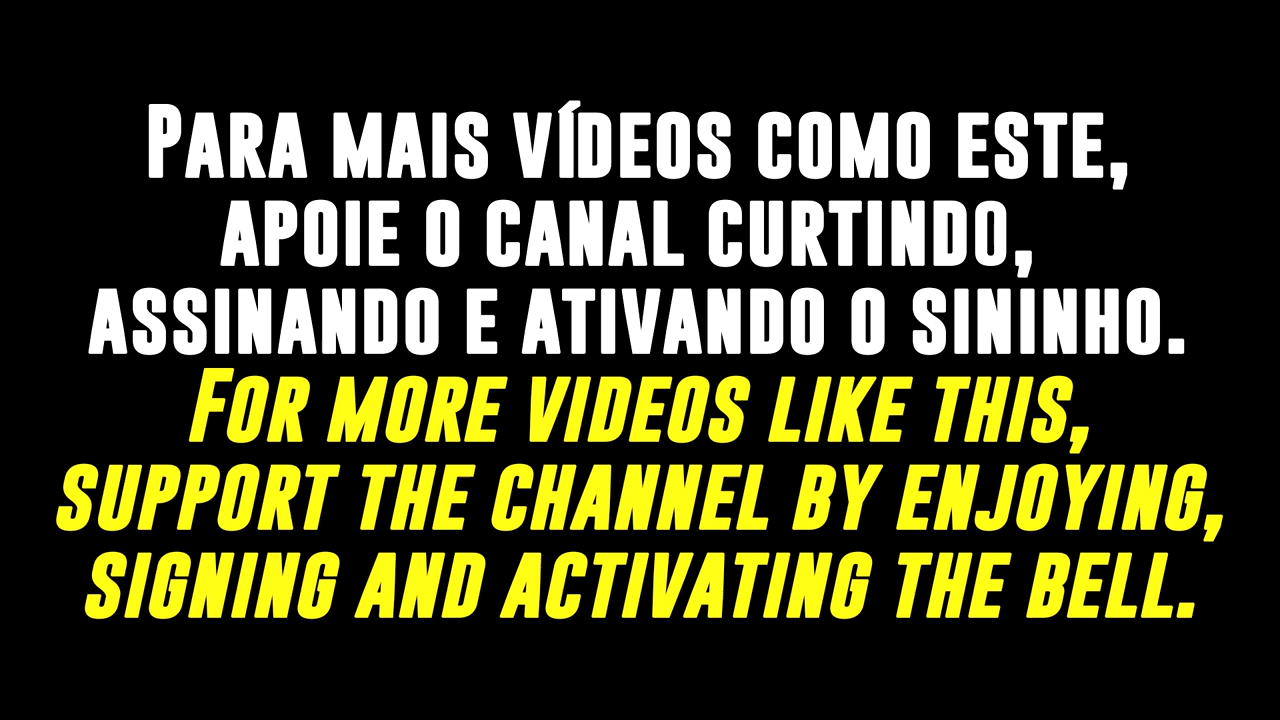 Para mais vídeos como este,
apoie o canal curtindo,
assinando e ativando o sininho.
For more videos like this,
support the channel by enjoying,
signing and activating the bell.